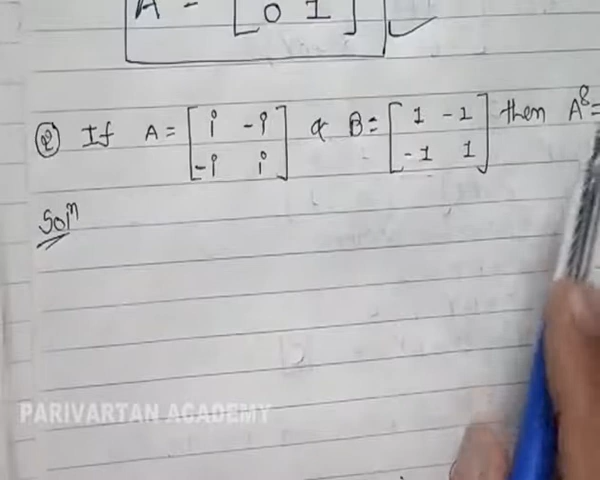 A = [ 0 1 ]
(2) If A = [ i -i ] & B = [ 1 -1 ] then A⁸ =
[ -i i ] [ -1 1 ]
Solⁿ
PARIVARTAN ACADEMY